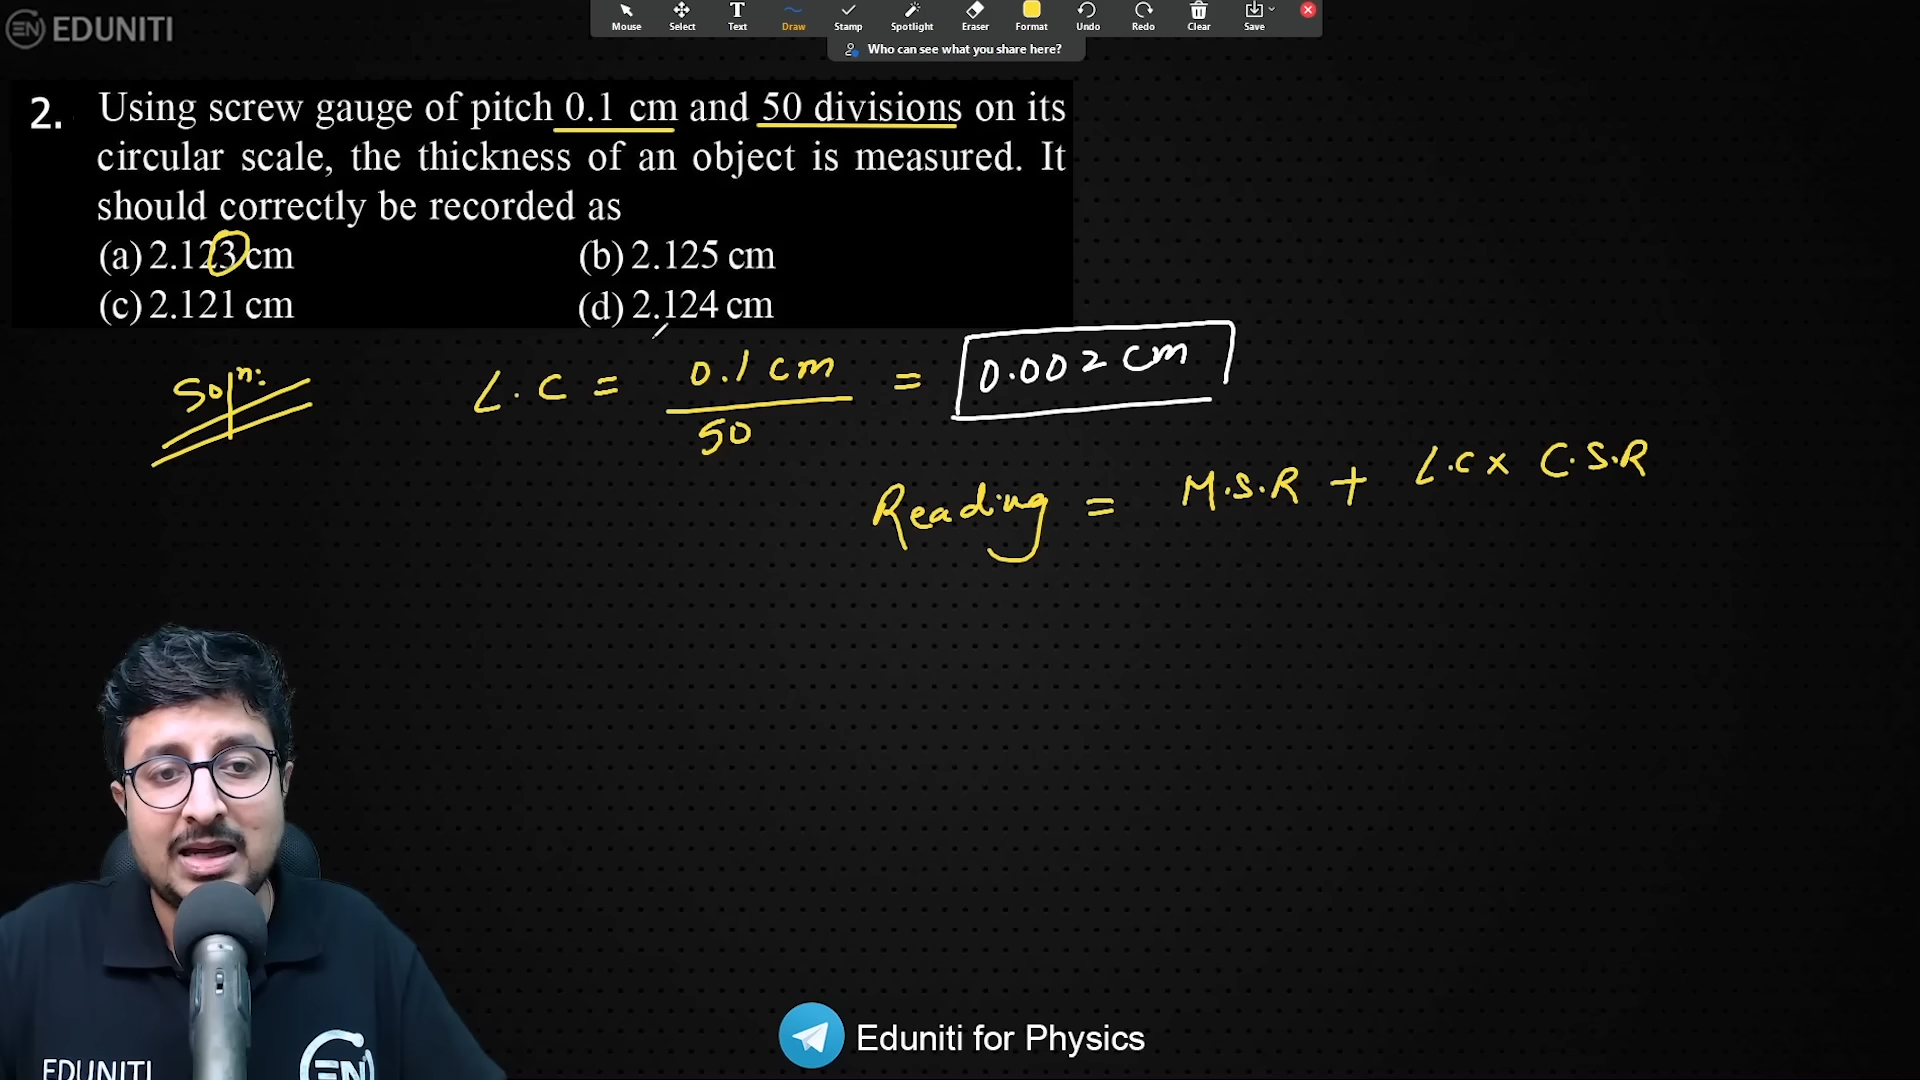 EN EDUNITI
Mouse Select Text Draw Stamp Spotlight Eraser Format Undo Redo Clear Save
Who can see what you share here?
2. Using screw gauge of pitch 0.1 cm and 50 divisions on its
circular scale, the thickness of an object is measured. It
should correctly be recorded as
(a) 2.123 cm (b) 2.125 cm
(c) 2.121 cm (d) 2.124 cm
Solⁿ: L.C = 0.1 cm / 50 = 0.002 cm
Reading = M.S.R + L.C x C.S.R
EDUNITI EN
Eduniti for Physics